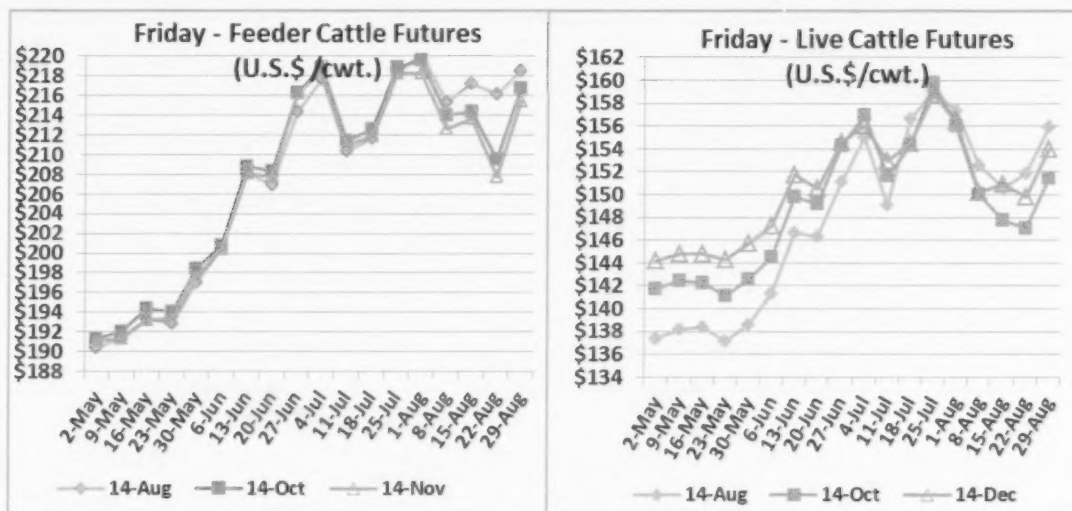 Friday - Feeder Cattle Futures
(U.S.$ /cwt.)
$220
$218
$216
$214
$212
$210
$208
$206
$204
$202
$200
$198
$196
$194
$192
$190
$188
2-May
9-May
16-May
23-May
30-May
6-Jun
13-Jun
20-Jun
27-Jun
4-Jul
11-Jul
18-Jul
25-Jul
1-Aug
8-Aug
15-Aug
22-Aug
29-Aug
14-Aug
14-Oct
14-Nov
Friday - Live Cattle Futures
(U.S.$/cwt.)
$162
$160
$158
$156
$154
$152
$150
$148
$146
$144
$142
$140
$138
$136
$134
2-May
9-May
16-May
23-May
30-May
6-Jun
13-Jun
20-Jun
27-Jun
4-Jul
11-Jul
18-Jul
25-Jul
1-Aug
8-Aug
15-Aug
22-Aug
29-Aug
14-Aug
14-Oct
14-Dec